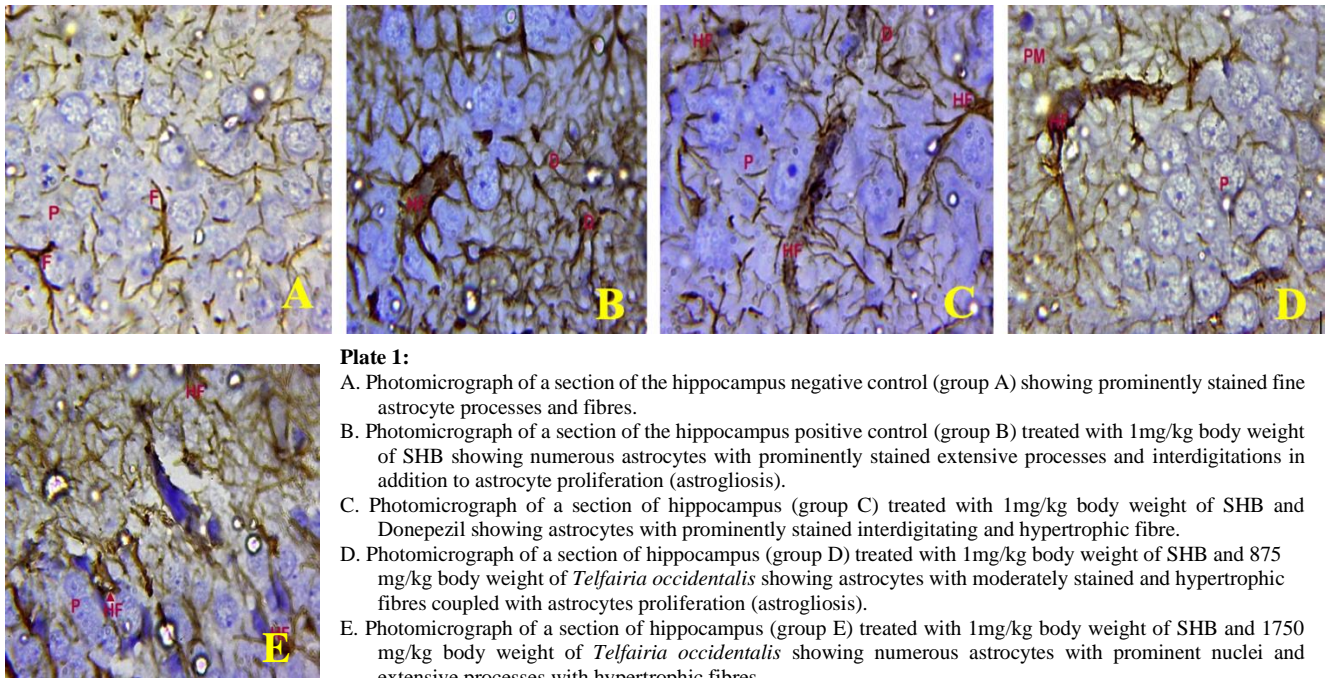 F
P
F
A
D
B
HF
D
HF
P
HF
C
PM
P
D
HF
P
HF
E
Plate 1:
A. Photomicrograph of a section of the hippocampus negative control (group A) showing prominently stained fine
astrocyte processes and fibres.
B. Photomicrograph of a section of the hippocampus positive control (group B) treated with 1mg/kg body weight
of SHB showing numerous astrocytes with prominently stained extensive processes and interdigitations in
addition to astrocyte proliferation (astrogliosis).
C. Photomicrograph of a section of hippocampus (group C) treated with 1mg/kg body weight of SHB and
Donepezil showing astrocytes with prominently stained interdigitating and hypertrophic fibre.
D. Photomicrograph of a section of hippocampus (group D) treated with 1mg/kg body weight of SHB and 875
mg/kg body weight of Telfairia occidentalis showing astrocytes with moderately stained and hypertrophic
fibres coupled with astrocytes proliferation (astrogliosis).
E. Photomicrograph of a section of hippocampus (group E) treated with 1mg/kg body weight of SHB and 1750
mg/kg body weight of Telfairia occidentalis showing numerous astrocytes with prominent nuclei and
extensive processes with hypertrophic fibres